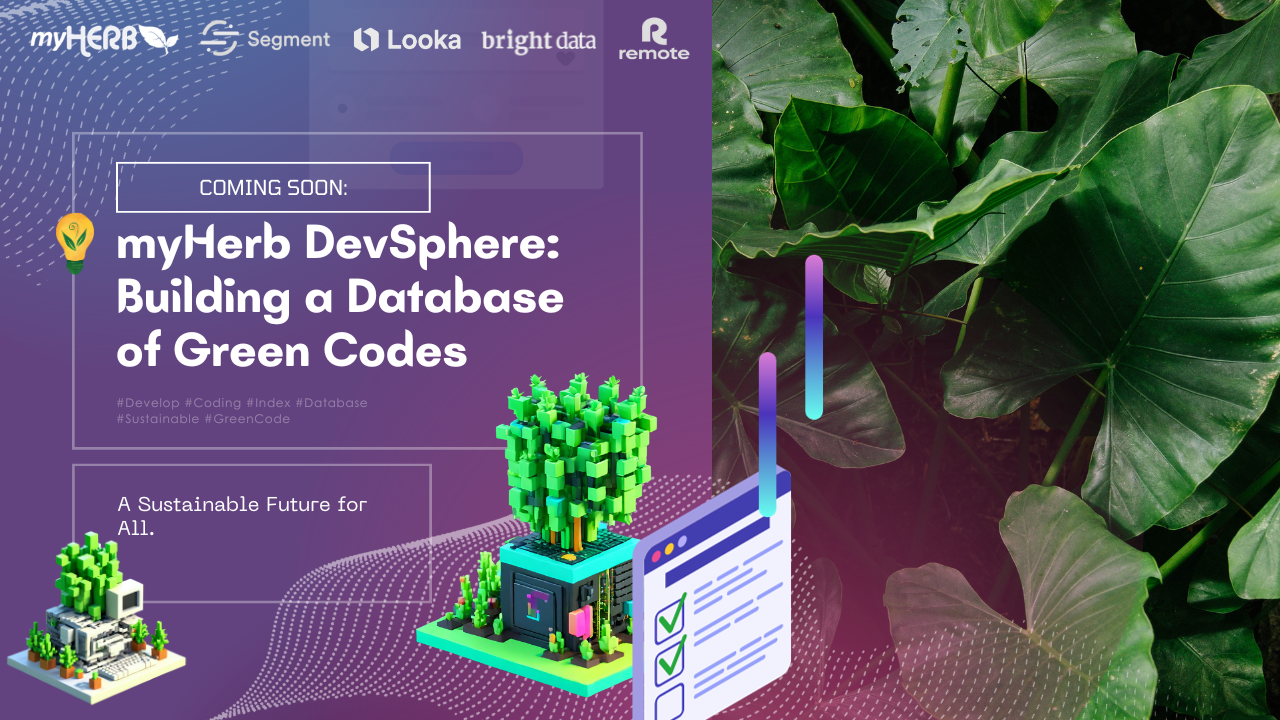 myHERB Segment Looka bright data remote
COMING SOON:
myHerb DevSphere:
Building a Database
of Green Codes
#Develop #Coding #Index #Database
#Sustainable #GreenCode
A Sustainable Future for
All.